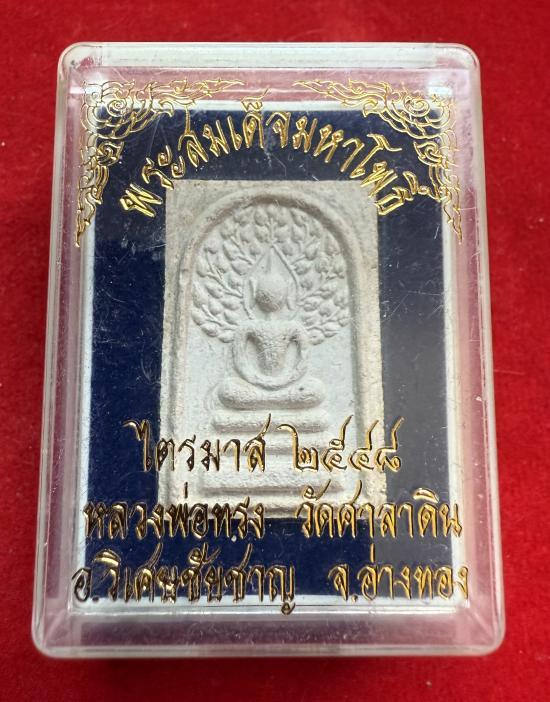 พระสมเด็จมหาโพธิ์
ไตรมาส ๒๕๔๘
หลวงพ่อทรง วัดศาลาดิน
อ.วิเศษชัยชาญ จ.อ่างทอง